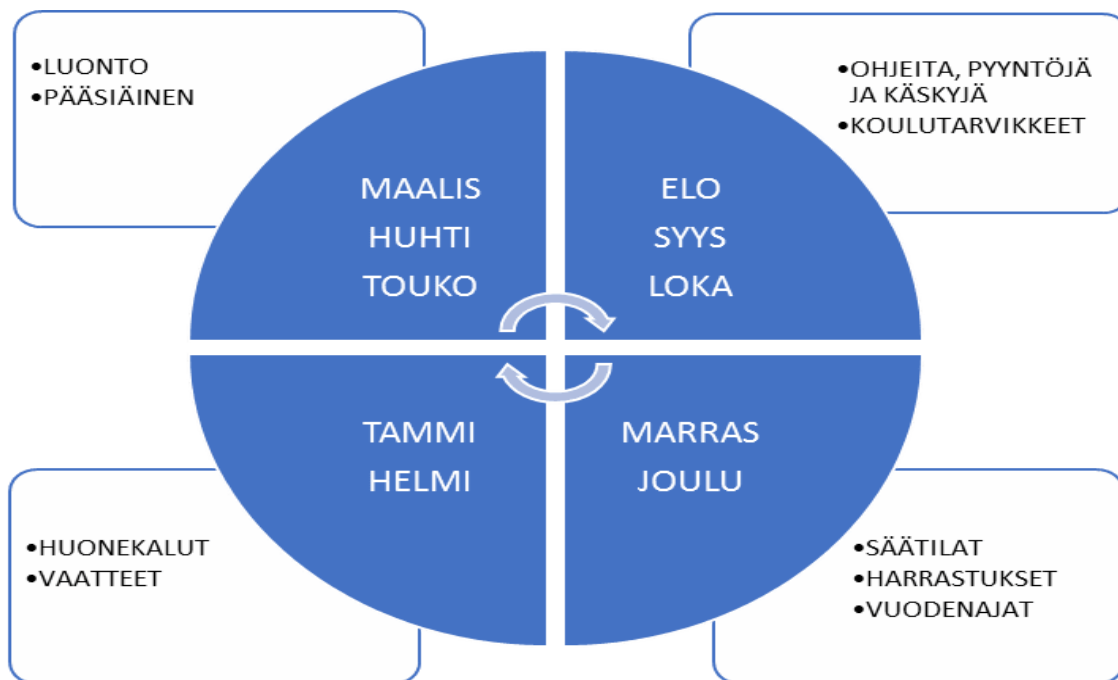 •LUONTO
•PÄÄSIÄINEN
•OHJEITA, PYYNTÖJÄ
JA KÄSKYJÄ
•KOULUTARVIKKEET
MAALIS
HUHTI
TOUKO
ELO
SYYS
LOKA
TAMMI
HELMI
MARRAS
JOULU
•HUONEKALUT
•VAATTEET
•SÄÄTILAT
•HARRASTUKSET
•VUODENAJAT